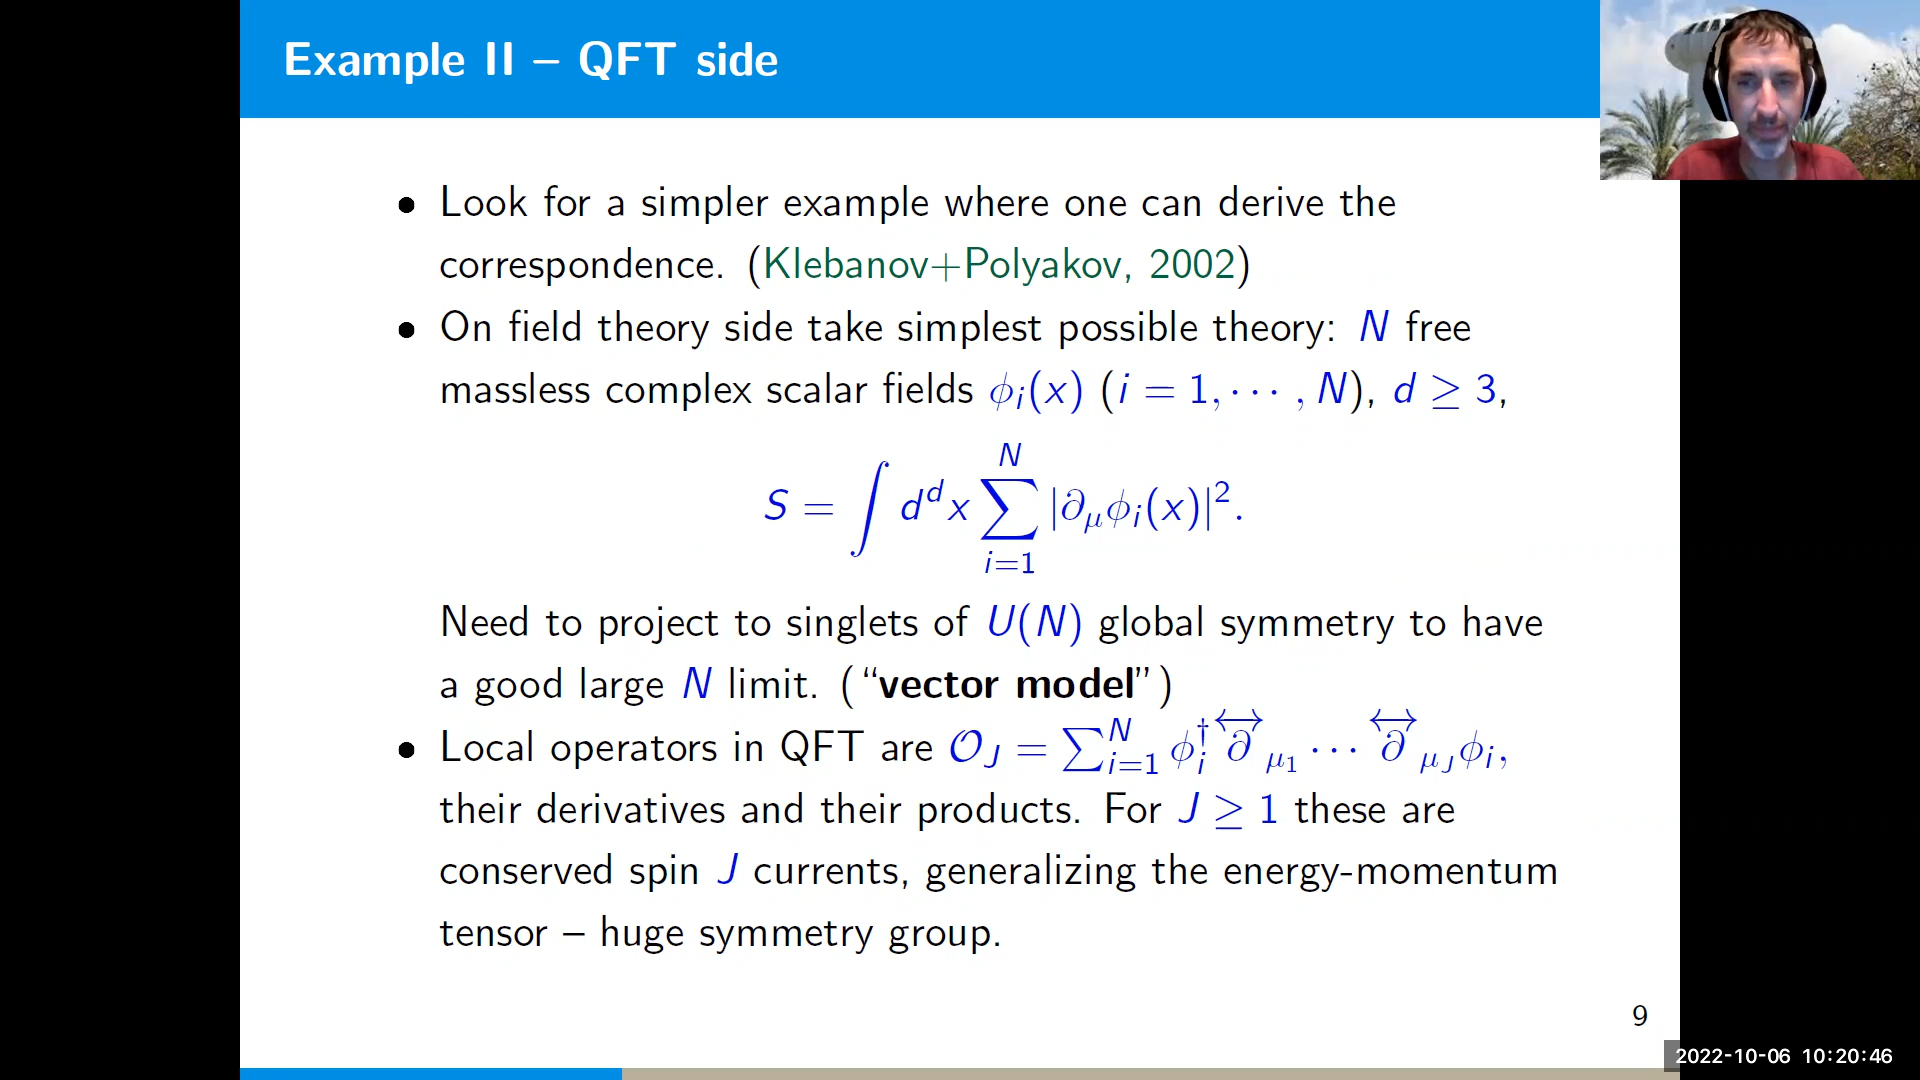 Example II – QFT side
• Look for a simpler example where one can derive the
correspondence. (Klebanov+Polyakov, 2002)
• On field theory side take simplest possible theory: N free
massless complex scalar fields ϕᵢ(x) (i = 1, ⋯ , N), d ≥ 3,
S = ∫ dᵈx ∑_{i=1}^{N} |∂_μ ϕᵢ(x)|².
Need to project to singlets of U(N) global symmetry to have
a good large N limit. (“vector model”)
• Local operators in QFT are 𝒪_J = ∑_{i=1}^{N} ϕ_i^† ∂↔_{μ₁} ⋯ ∂↔_{μ_J} ϕ_i,
their derivatives and their products. For J ≥ 1 these are
conserved spin J currents, generalizing the energy-momentum
tensor – huge symmetry group.
9
2022-10-06 10:20:46